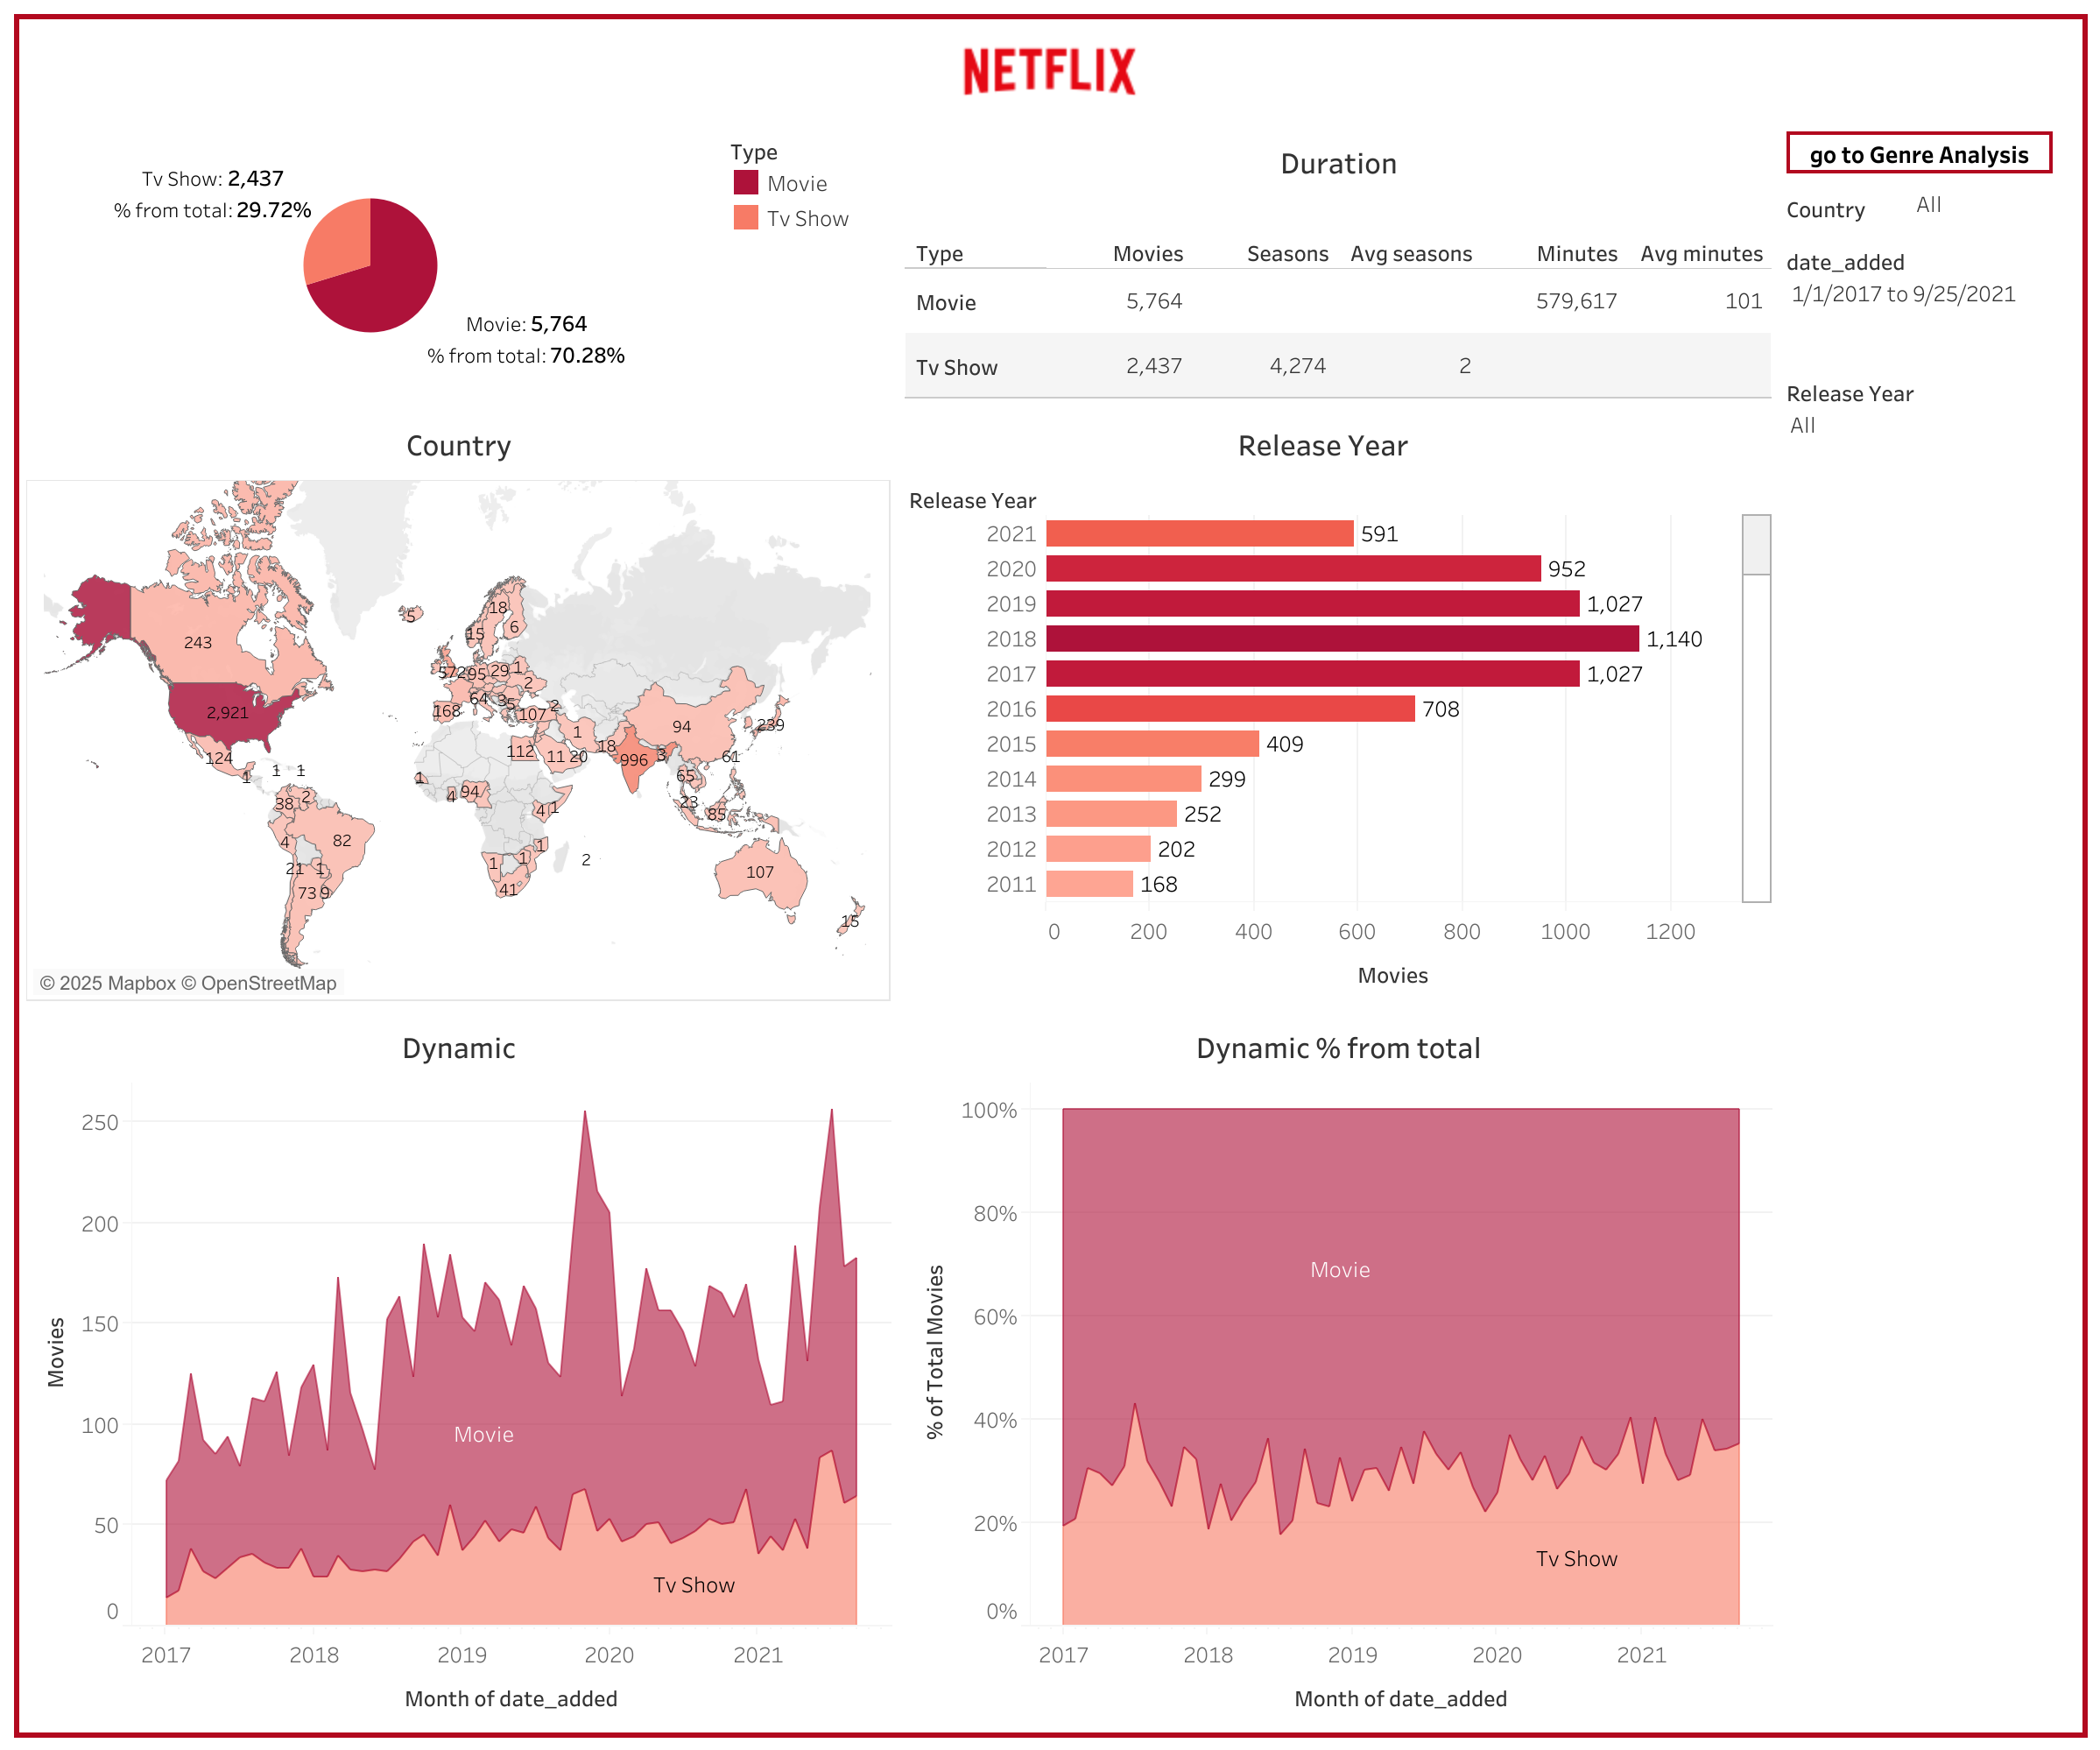 NETFLIX
go to Genre Analysis
Country All
date_added
1/1/2017 to 9/25/2021
Release Year
All
Tv Show: 2,437
% from total: 29.72%
Movie: 5,764
% from total: 70.28%
Type
Movie
Tv Show
Duration
Type Movies Seasons Avg seasons Minutes Avg minutes
Movie 5,764 579,617 101
Tv Show 2,437 4,274 2
Country
5
18
15
6
243
29
1
2
64
2,921
168
107
2
94
239
124
1
1
1
112
11
20
1
18
996
3
61
65
1
4
94
4
1
23
85
38
2
4
82
21
1
73
9
2
1
1
1
41
107
15
© 2025 Mapbox © OpenStreetMap
Release Year
Release Year
2021 591
2020 952
2019 1,027
2018 1,140
2017 1,027
2016 708
2015 409
2014 299
2013 252
2012 202
2011 168
0 200 400 600 800 1000 1200
Movies
Dynamic
250
200
150
100
50
0
Movies
Movie
Tv Show
2017 2018 2019 2020 2021
Month of date_added
Dynamic % from total
100%
80%
60%
40%
20%
0%
% of Total Movies
Movie
Tv Show
2017 2018 2019 2020 2021
Month of date_added